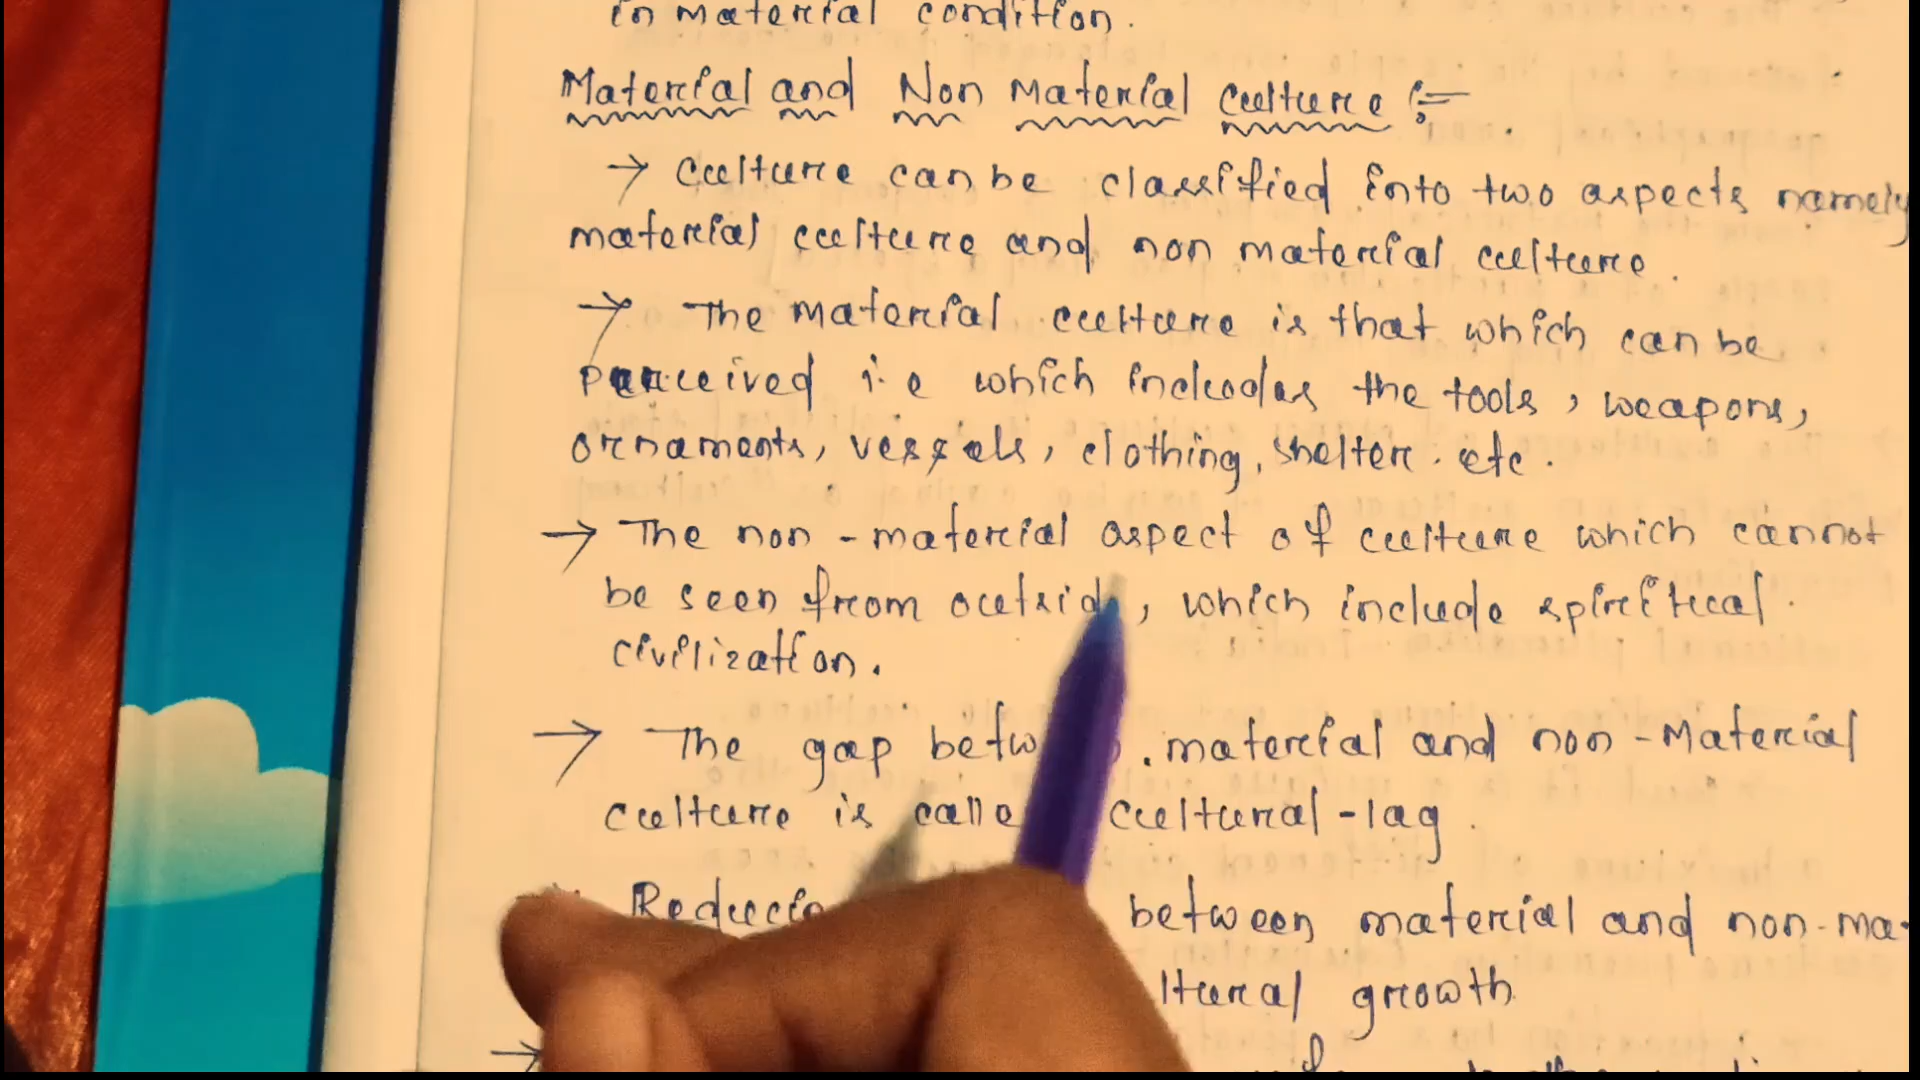 in material condition.
Material and Non Material culture :=
→ Culture can be classified into two aspects namely
material culture and non material culture.
→ The material culture is that which can be
perceived i.e which includes the tools, weapons,
ornaments, vessels, clothing, shelter. etc.
→ The non-material aspect of culture which cannot
be seen from outsid, which include spiritual.
civilization.
→ The gap betw . material and non-Material
culture is calle cultural-lag.
between material and non-ma-
ltural growth